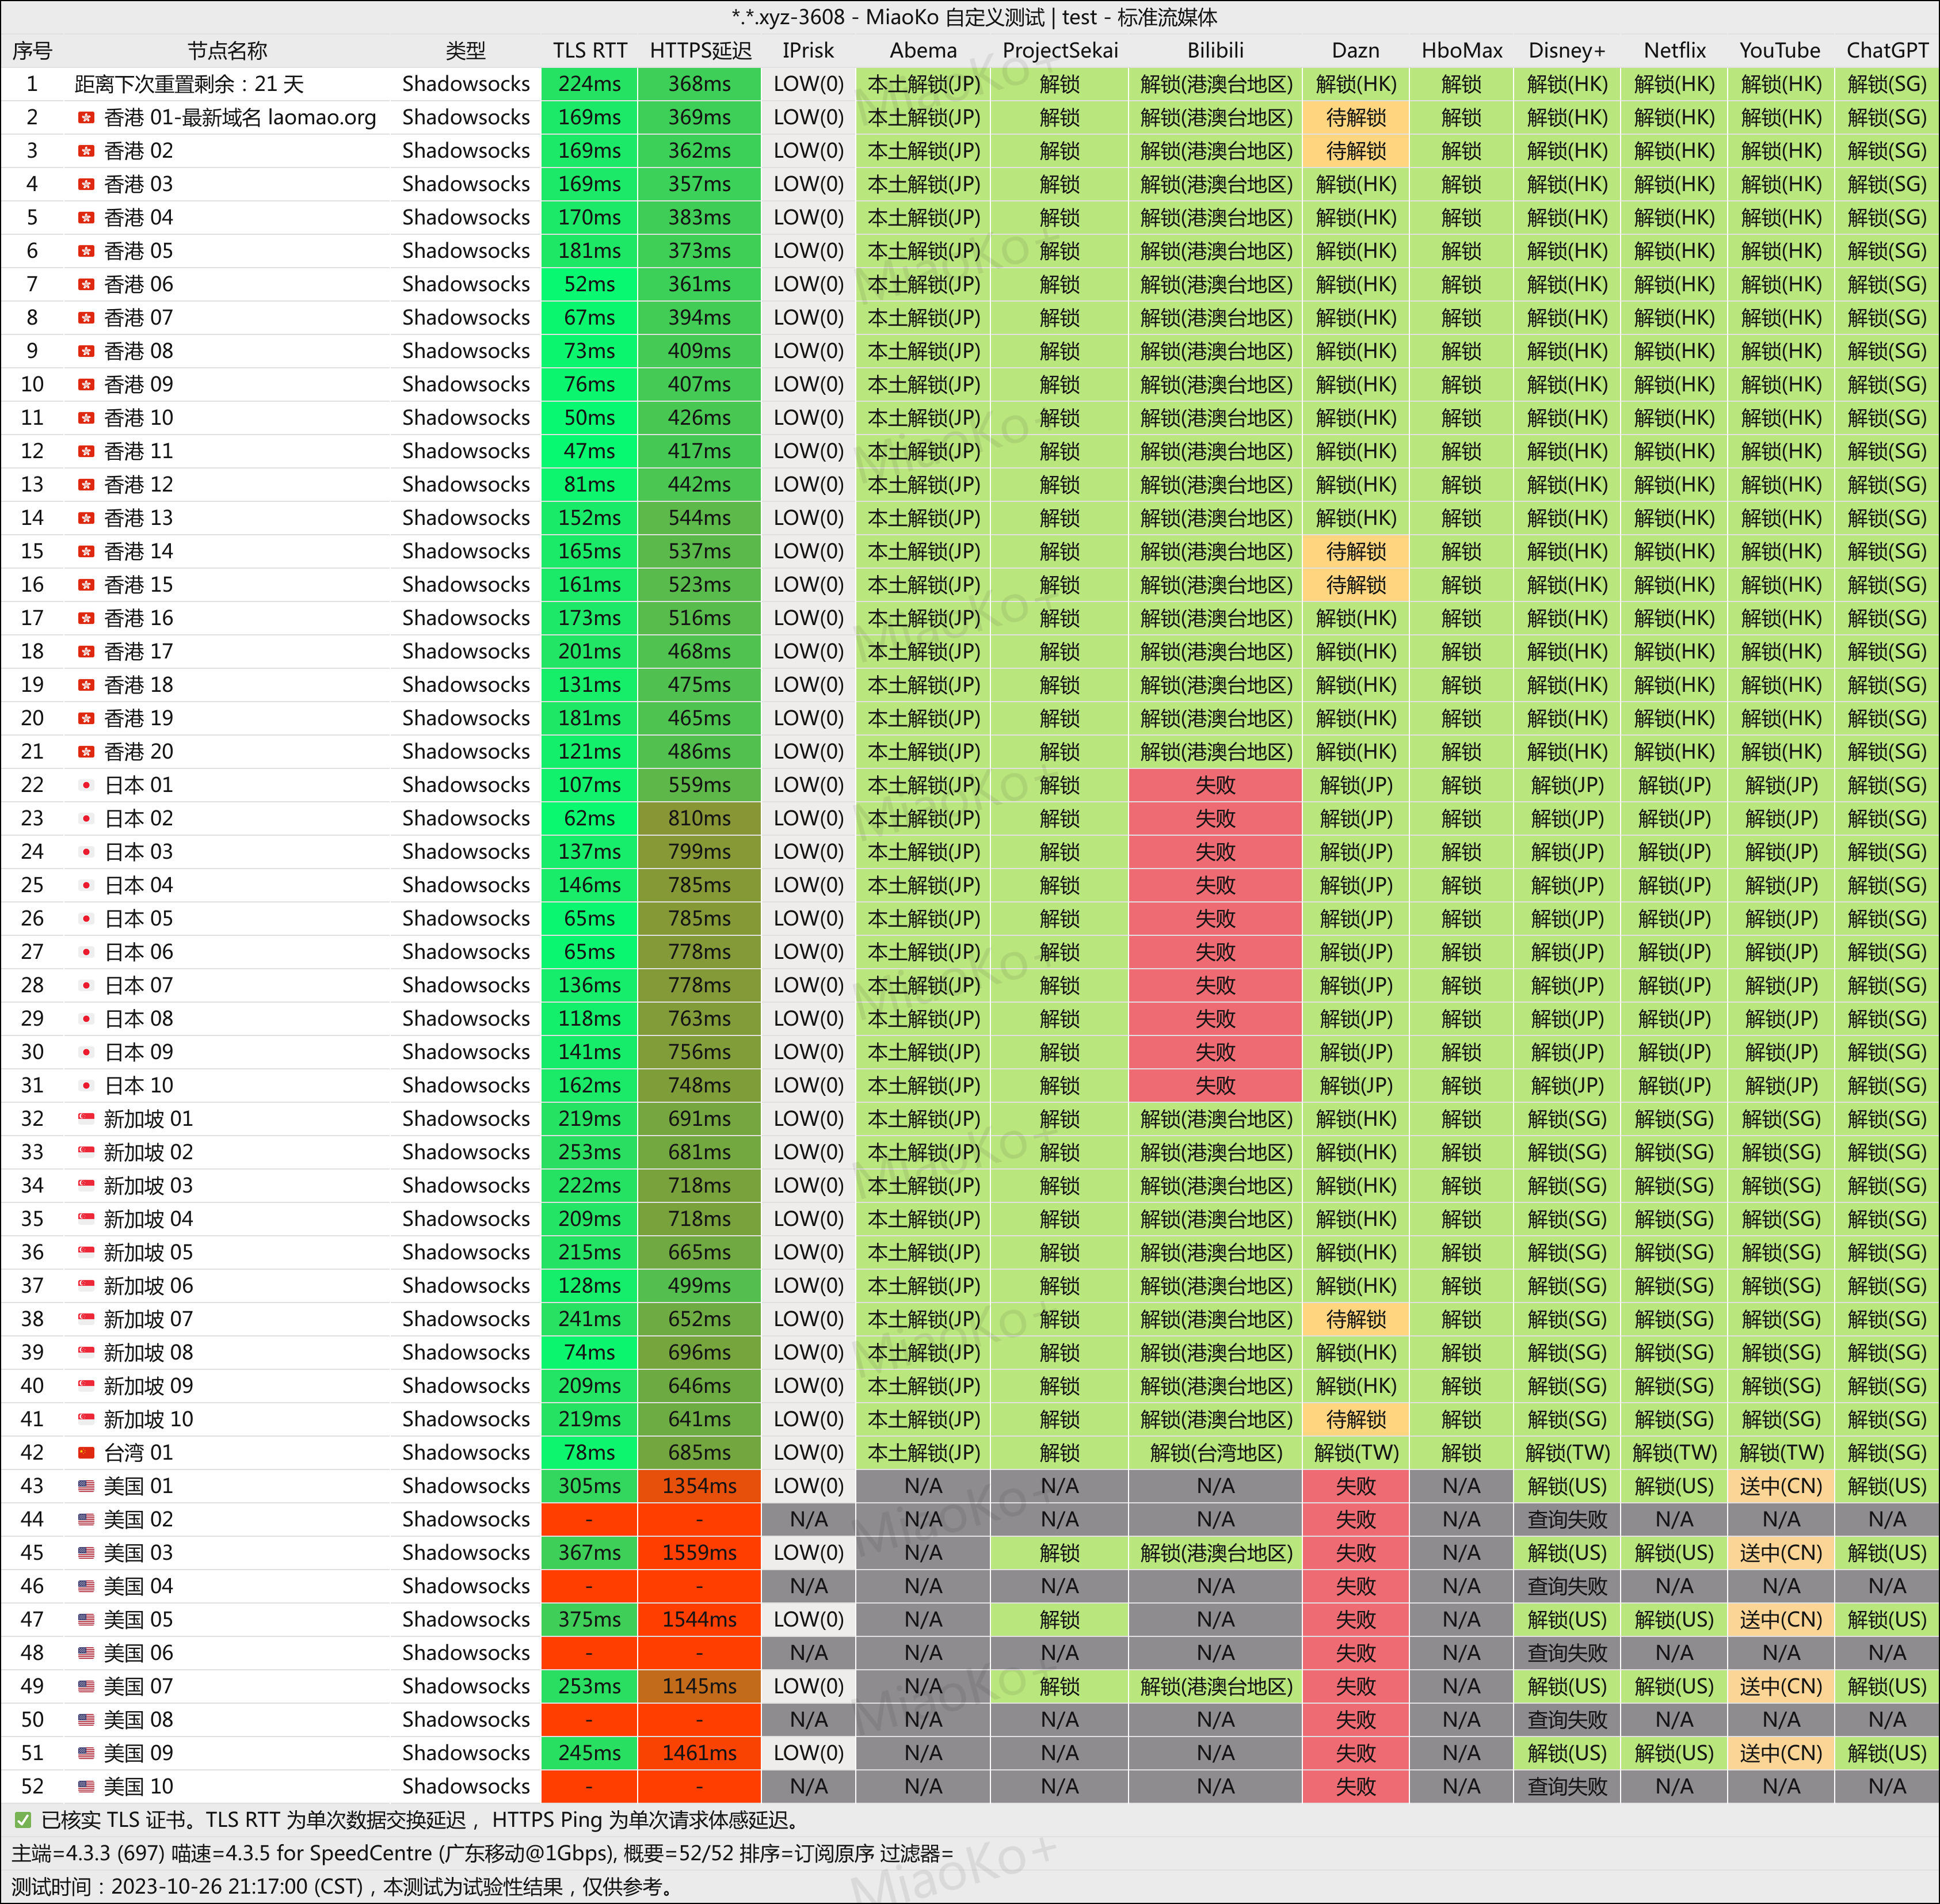 *.*.xyz-3608 - MiaoKo 自定义测试 | test - 标准流媒体
序号 节点名称 类型 TLS RTT HTTPS延迟 IPrisk Abema ProjectSekai Bilibili Dazn HboMax Disney+ Netflix YouTube ChatGPT
1 距离下次重置剩余：21 天 Shadowsocks 224ms 368ms LOW(0) 本土解锁(JP) 解锁 解锁(港澳台地区) 解锁(HK) 解锁 解锁(HK) 解锁(HK) 解锁(HK) 解锁(SG)
2 香港 01-最新域名 laomao.org Shadowsocks 169ms 369ms LOW(0) 本土解锁(JP) 解锁 解锁(港澳台地区) 待解锁 解锁 解锁(HK) 解锁(HK) 解锁(HK) 解锁(SG)
3 香港 02 Shadowsocks 169ms 362ms LOW(0) 本土解锁(JP) 解锁 解锁(港澳台地区) 待解锁 解锁 解锁(HK) 解锁(HK) 解锁(HK) 解锁(SG)
4 香港 03 Shadowsocks 169ms 357ms LOW(0) 本土解锁(JP) 解锁 解锁(港澳台地区) 解锁(HK) 解锁 解锁(HK) 解锁(HK) 解锁(HK) 解锁(SG)
5 香港 04 Shadowsocks 170ms 383ms LOW(0) 本土解锁(JP) 解锁 解锁(港澳台地区) 解锁(HK) 解锁 解锁(HK) 解锁(HK) 解锁(HK) 解锁(SG)
6 香港 05 Shadowsocks 181ms 373ms LOW(0) 本土解锁(JP) 解锁 解锁(港澳台地区) 解锁(HK) 解锁 解锁(HK) 解锁(HK) 解锁(HK) 解锁(SG)
7 香港 06 Shadowsocks 52ms 361ms LOW(0) 本土解锁(JP) 解锁 解锁(港澳台地区) 解锁(HK) 解锁 解锁(HK) 解锁(HK) 解锁(HK) 解锁(SG)
8 香港 07 Shadowsocks 67ms 394ms LOW(0) 本土解锁(JP) 解锁 解锁(港澳台地区) 解锁(HK) 解锁 解锁(HK) 解锁(HK) 解锁(HK) 解锁(SG)
9 香港 08 Shadowsocks 73ms 409ms LOW(0) 本土解锁(JP) 解锁 解锁(港澳台地区) 解锁(HK) 解锁 解锁(HK) 解锁(HK) 解锁(HK) 解锁(SG)
10 香港 09 Shadowsocks 76ms 407ms LOW(0) 本土解锁(JP) 解锁 解锁(港澳台地区) 解锁(HK) 解锁 解锁(HK) 解锁(HK) 解锁(HK) 解锁(SG)
11 香港 10 Shadowsocks 50ms 426ms LOW(0) 本土解锁(JP) 解锁 解锁(港澳台地区) 解锁(HK) 解锁 解锁(HK) 解锁(HK) 解锁(HK) 解锁(SG)
12 香港 11 Shadowsocks 47ms 417ms LOW(0) 本土解锁(JP) 解锁 解锁(港澳台地区) 解锁(HK) 解锁 解锁(HK) 解锁(HK) 解锁(HK) 解锁(SG)
13 香港 12 Shadowsocks 81ms 442ms LOW(0) 本土解锁(JP) 解锁 解锁(港澳台地区) 解锁(HK) 解锁 解锁(HK) 解锁(HK) 解锁(HK) 解锁(SG)
14 香港 13 Shadowsocks 152ms 544ms LOW(0) 本土解锁(JP) 解锁 解锁(港澳台地区) 解锁(HK) 解锁 解锁(HK) 解锁(HK) 解锁(HK) 解锁(SG)
15 香港 14 Shadowsocks 165ms 537ms LOW(0) 本土解锁(JP) 解锁 解锁(港澳台地区) 待解锁 解锁 解锁(HK) 解锁(HK) 解锁(HK) 解锁(SG)
16 香港 15 Shadowsocks 161ms 523ms LOW(0) 本土解锁(JP) 解锁 解锁(港澳台地区) 待解锁 解锁 解锁(HK) 解锁(HK) 解锁(HK) 解锁(SG)
17 香港 16 Shadowsocks 173ms 516ms LOW(0) 本土解锁(JP) 解锁 解锁(港澳台地区) 解锁(HK) 解锁 解锁(HK) 解锁(HK) 解锁(HK) 解锁(SG)
18 香港 17 Shadowsocks 201ms 468ms LOW(0) 本土解锁(JP) 解锁 解锁(港澳台地区) 解锁(HK) 解锁 解锁(HK) 解锁(HK) 解锁(HK) 解锁(SG)
19 香港 18 Shadowsocks 131ms 475ms LOW(0) 本土解锁(JP) 解锁 解锁(港澳台地区) 解锁(HK) 解锁 解锁(HK) 解锁(HK) 解锁(HK) 解锁(SG)
20 香港 19 Shadowsocks 181ms 465ms LOW(0) 本土解锁(JP) 解锁 解锁(港澳台地区) 解锁(HK) 解锁 解锁(HK) 解锁(HK) 解锁(HK) 解锁(SG)
21 香港 20 Shadowsocks 121ms 486ms LOW(0) 本土解锁(JP) 解锁 解锁(港澳台地区) 解锁(HK) 解锁 解锁(HK) 解锁(HK) 解锁(HK) 解锁(SG)
22 日本 01 Shadowsocks 107ms 559ms LOW(0) 本土解锁(JP) 解锁 失败 解锁(JP) 解锁 解锁(JP) 解锁(JP) 解锁(JP) 解锁(SG)
23 日本 02 Shadowsocks 62ms 810ms LOW(0) 本土解锁(JP) 解锁 失败 解锁(JP) 解锁 解锁(JP) 解锁(JP) 解锁(JP) 解锁(SG)
24 日本 03 Shadowsocks 137ms 799ms LOW(0) 本土解锁(JP) 解锁 失败 解锁(JP) 解锁 解锁(JP) 解锁(JP) 解锁(JP) 解锁(SG)
25 日本 04 Shadowsocks 146ms 785ms LOW(0) 本土解锁(JP) 解锁 失败 解锁(JP) 解锁 解锁(JP) 解锁(JP) 解锁(JP) 解锁(SG)
26 日本 05 Shadowsocks 65ms 785ms LOW(0) 本土解锁(JP) 解锁 失败 解锁(JP) 解锁 解锁(JP) 解锁(JP) 解锁(JP) 解锁(SG)
27 日本 06 Shadowsocks 65ms 778ms LOW(0) 本土解锁(JP) 解锁 失败 解锁(JP) 解锁 解锁(JP) 解锁(JP) 解锁(JP) 解锁(SG)
28 日本 07 Shadowsocks 136ms 778ms LOW(0) 本土解锁(JP) 解锁 失败 解锁(JP) 解锁 解锁(JP) 解锁(JP) 解锁(JP) 解锁(SG)
29 日本 08 Shadowsocks 118ms 763ms LOW(0) 本土解锁(JP) 解锁 失败 解锁(JP) 解锁 解锁(JP) 解锁(JP) 解锁(JP) 解锁(SG)
30 日本 09 Shadowsocks 141ms 756ms LOW(0) 本土解锁(JP) 解锁 失败 解锁(JP) 解锁 解锁(JP) 解锁(JP) 解锁(JP) 解锁(SG)
31 日本 10 Shadowsocks 162ms 748ms LOW(0) 本土解锁(JP) 解锁 失败 解锁(JP) 解锁 解锁(JP) 解锁(JP) 解锁(JP) 解锁(SG)
32 新加坡 01 Shadowsocks 219ms 691ms LOW(0) 本土解锁(JP) 解锁 解锁(港澳台地区) 解锁(HK) 解锁 解锁(SG) 解锁(SG) 解锁(SG) 解锁(SG)
33 新加坡 02 Shadowsocks 253ms 681ms LOW(0) 本土解锁(JP) 解锁 解锁(港澳台地区) 解锁(HK) 解锁 解锁(SG) 解锁(SG) 解锁(SG) 解锁(SG)
34 新加坡 03 Shadowsocks 222ms 718ms LOW(0) 本土解锁(JP) 解锁 解锁(港澳台地区) 解锁(HK) 解锁 解锁(SG) 解锁(SG) 解锁(SG) 解锁(SG)
35 新加坡 04 Shadowsocks 209ms 718ms LOW(0) 本土解锁(JP) 解锁 解锁(港澳台地区) 解锁(HK) 解锁 解锁(SG) 解锁(SG) 解锁(SG) 解锁(SG)
36 新加坡 05 Shadowsocks 215ms 665ms LOW(0) 本土解锁(JP) 解锁 解锁(港澳台地区) 解锁(HK) 解锁 解锁(SG) 解锁(SG) 解锁(SG) 解锁(SG)
37 新加坡 06 Shadowsocks 128ms 499ms LOW(0) 本土解锁(JP) 解锁 解锁(港澳台地区) 解锁(HK) 解锁 解锁(SG) 解锁(SG) 解锁(SG) 解锁(SG)
38 新加坡 07 Shadowsocks 241ms 652ms LOW(0) 本土解锁(JP) 解锁 解锁(港澳台地区) 待解锁 解锁 解锁(SG) 解锁(SG) 解锁(SG) 解锁(SG)
39 新加坡 08 Shadowsocks 74ms 696ms LOW(0) 本土解锁(JP) 解锁 解锁(港澳台地区) 解锁(HK) 解锁 解锁(SG) 解锁(SG) 解锁(SG) 解锁(SG)
40 新加坡 09 Shadowsocks 209ms 646ms LOW(0) 本土解锁(JP) 解锁 解锁(港澳台地区) 解锁(HK) 解锁 解锁(SG) 解锁(SG) 解锁(SG) 解锁(SG)
41 新加坡 10 Shadowsocks 219ms 641ms LOW(0) 本土解锁(JP) 解锁 解锁(港澳台地区) 待解锁 解锁 解锁(SG) 解锁(SG) 解锁(SG) 解锁(SG)
42 台湾 01 Shadowsocks 78ms 685ms LOW(0) 本土解锁(JP) 解锁 解锁(台湾地区) 解锁(TW) 解锁 解锁(TW) 解锁(TW) 解锁(TW) 解锁(SG)
43 美国 01 Shadowsocks 305ms 1354ms LOW(0) N/A N/A N/A 失败 N/A 解锁(US) 解锁(US) 送中(CN) 解锁(US)
44 美国 02 Shadowsocks - - N/A N/A N/A N/A 失败 N/A 查询失败 N/A N/A N/A
45 美国 03 Shadowsocks 367ms 1559ms LOW(0) N/A 解锁 解锁(港澳台地区) 失败 N/A 解锁(US) 解锁(US) 送中(CN) 解锁(US)
46 美国 04 Shadowsocks - - N/A N/A N/A N/A 失败 N/A 查询失败 N/A N/A N/A
47 美国 05 Shadowsocks 375ms 1544ms LOW(0) N/A 解锁 N/A 失败 N/A 解锁(US) 解锁(US) 送中(CN) 解锁(US)
48 美国 06 Shadowsocks - - N/A N/A N/A N/A 失败 N/A 查询失败 N/A N/A N/A
49 美国 07 Shadowsocks 253ms 1145ms LOW(0) N/A 解锁 解锁(港澳台地区) 失败 N/A 解锁(US) 解锁(US) 送中(CN) 解锁(US)
50 美国 08 Shadowsocks - - N/A N/A N/A N/A 失败 N/A 查询失败 N/A N/A N/A
51 美国 09 Shadowsocks 245ms 1461ms LOW(0) N/A N/A N/A 失败 N/A 解锁(US) 解锁(US) 送中(CN) 解锁(US)
52 美国 10 Shadowsocks - - N/A N/A N/A N/A 失败 N/A 查询失败 N/A N/A N/A
✅ 已核实 TLS 证书。TLS RTT 为单次数据交换延迟， HTTPS Ping 为单次请求体感延迟。
主端=4.3.3 (697) 喵速=4.3.5 for SpeedCentre (广东移动@1Gbps), 概要=52/52 排序=订阅原序 过滤器=
测试时间：2023-10-26 21:17:00 (CST)，本测试为试验性结果，仅供参考。
MiaoKo+